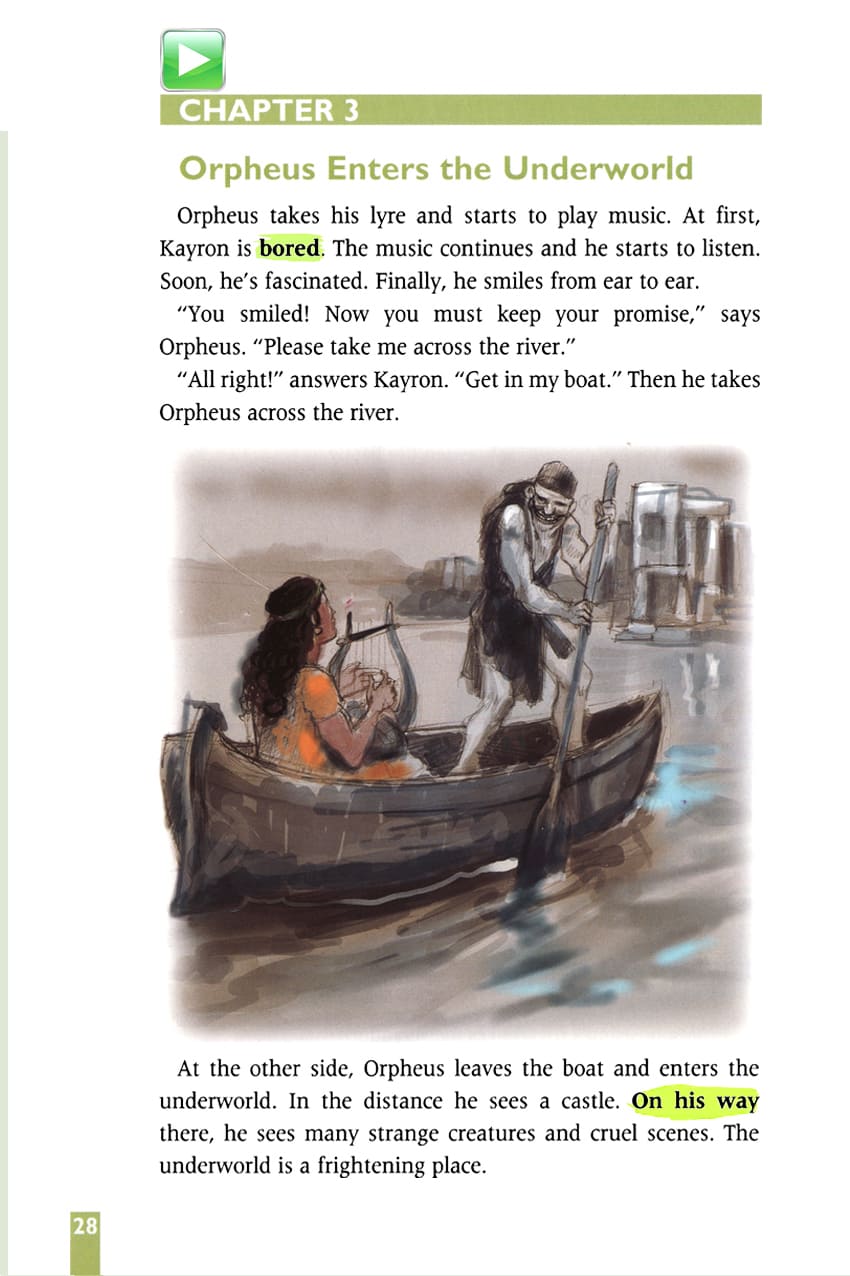 CHAPTER 3
Orpheus Enters the Underworld
Orpheus takes his lyre and starts to play music. At first,
Kayron is bored. The music continues and he starts to listen.
Soon, he's fascinated. Finally, he smiles from ear to ear.
"You smiled! Now you must keep your promise," says
Orpheus. "Please take me across the river."
"All right!" answers Kayron. "Get in my boat." Then he takes
Orpheus across the river.
At the other side, Orpheus leaves the boat and enters the
underworld. In the distance he sees a castle. On his way
there, he sees many strange creatures and cruel scenes. The
underworld is a frightening place.
28